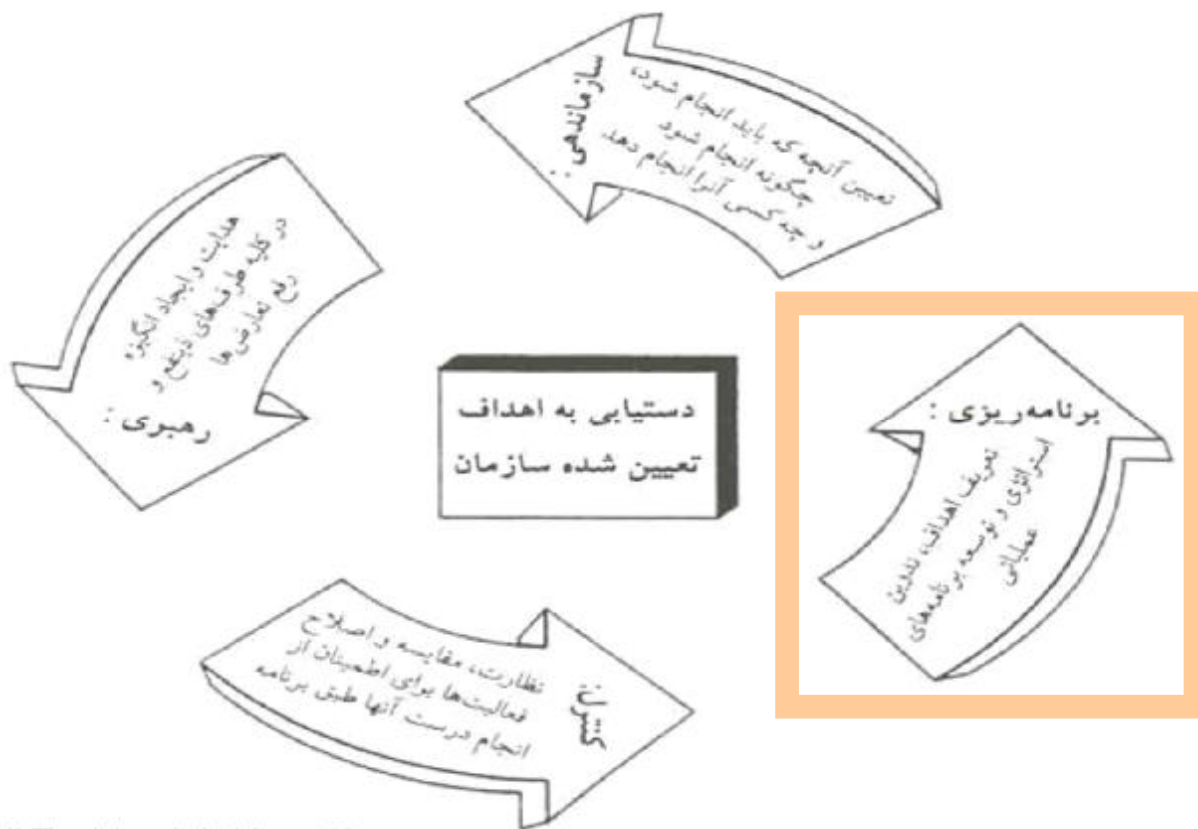 سازماندهی :
تعیین آنچه که باید انجام شود،
چگونه انجام شود
و چه کسی آنرا انجام دهد.
برنامه‌ریزی :
تعریف اهداف، تدوین
استراتژی و توسعه برنامه‌های
عملیاتی
دستیابی به اهداف
تعیین شده سازمان
هدایت و ایجاد انگیزه
در کلیه طرف‌های ذینفع و
رفع تعارض‌ها
رهبری :
کنترل:
نظارت، مقایسه و اصلاح
فعالیت‌ها برای اطمینان از
انجام درست آنها طبق برنامه